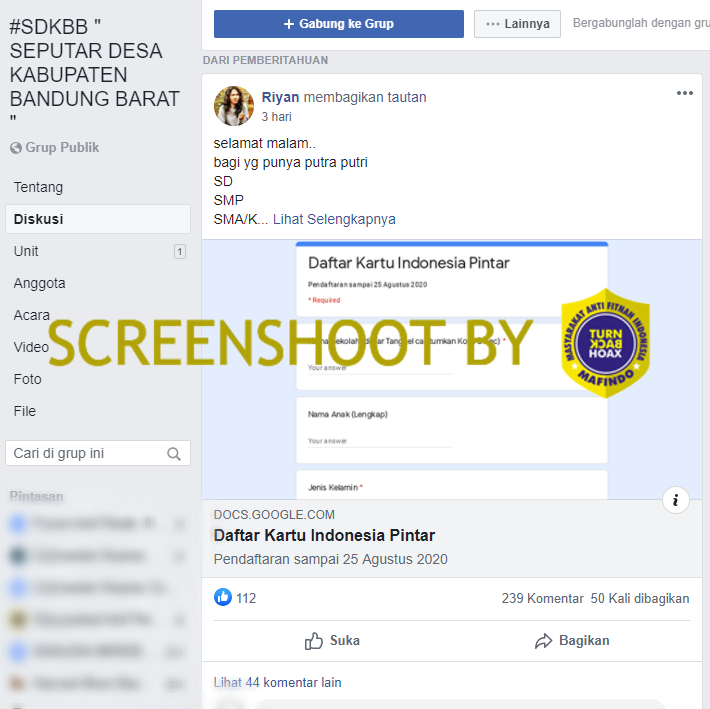 #SDKBB "
SEPUTAR DESA
KABUPATEN
BANDUNG BARAT
"
Grup Publik
Tentang
Diskusi
Unit 1
Anggota
Acara
Video
Foto
File
Cari di grup ini
Pintasan
+ Gabung ke Grup
••• Lainnya
Bergabunglah dengan gru
DARI PEMBERITAHUAN
Riyan membagikan tautan
3 hari
selamat malam..
bagi yg punya putra putri
SD
SMP
SMA/K... Lihat Selengkapnya
Daftar Kartu Indonesia Pintar
Pendaftaran sampai 25 Agustus 2020
* Required
SCREENSHOOT BY
MASYARAKAT ANTI FITNAH INDONESIA
TURN
BACK
HOAX
MAFINDO
Your answer
Nama Anak (Lengkap)
Your answer
Jenis Kelamin *
DOCS.GOOGLE.COM
Daftar Kartu Indonesia Pintar
Pendaftaran sampai 25 Agustus 2020
112
239 Komentar 50 Kali dibagikan
Suka
Bagikan
Lihat 44 komentar lain